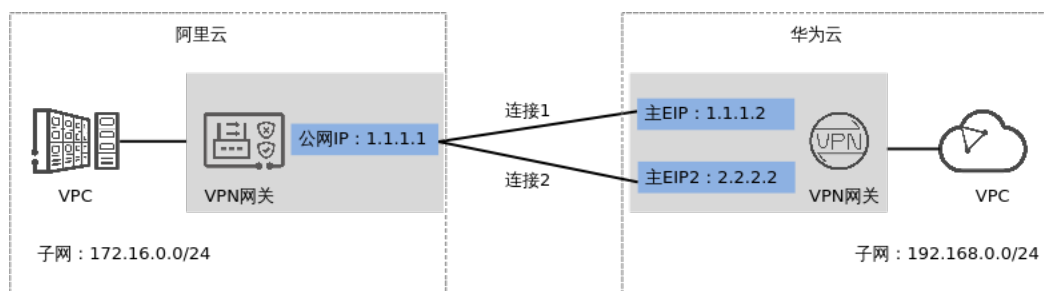 阿里云
华为云
连接1
主EIP：1.1.1.2
公网IP：1.1.1.1
VPN
连接2
主EIP2：2.2.2.2
VPC
VPN网关
VPN网关
VPC
子网：172.16.0.0/24
子网：192.168.0.0/24